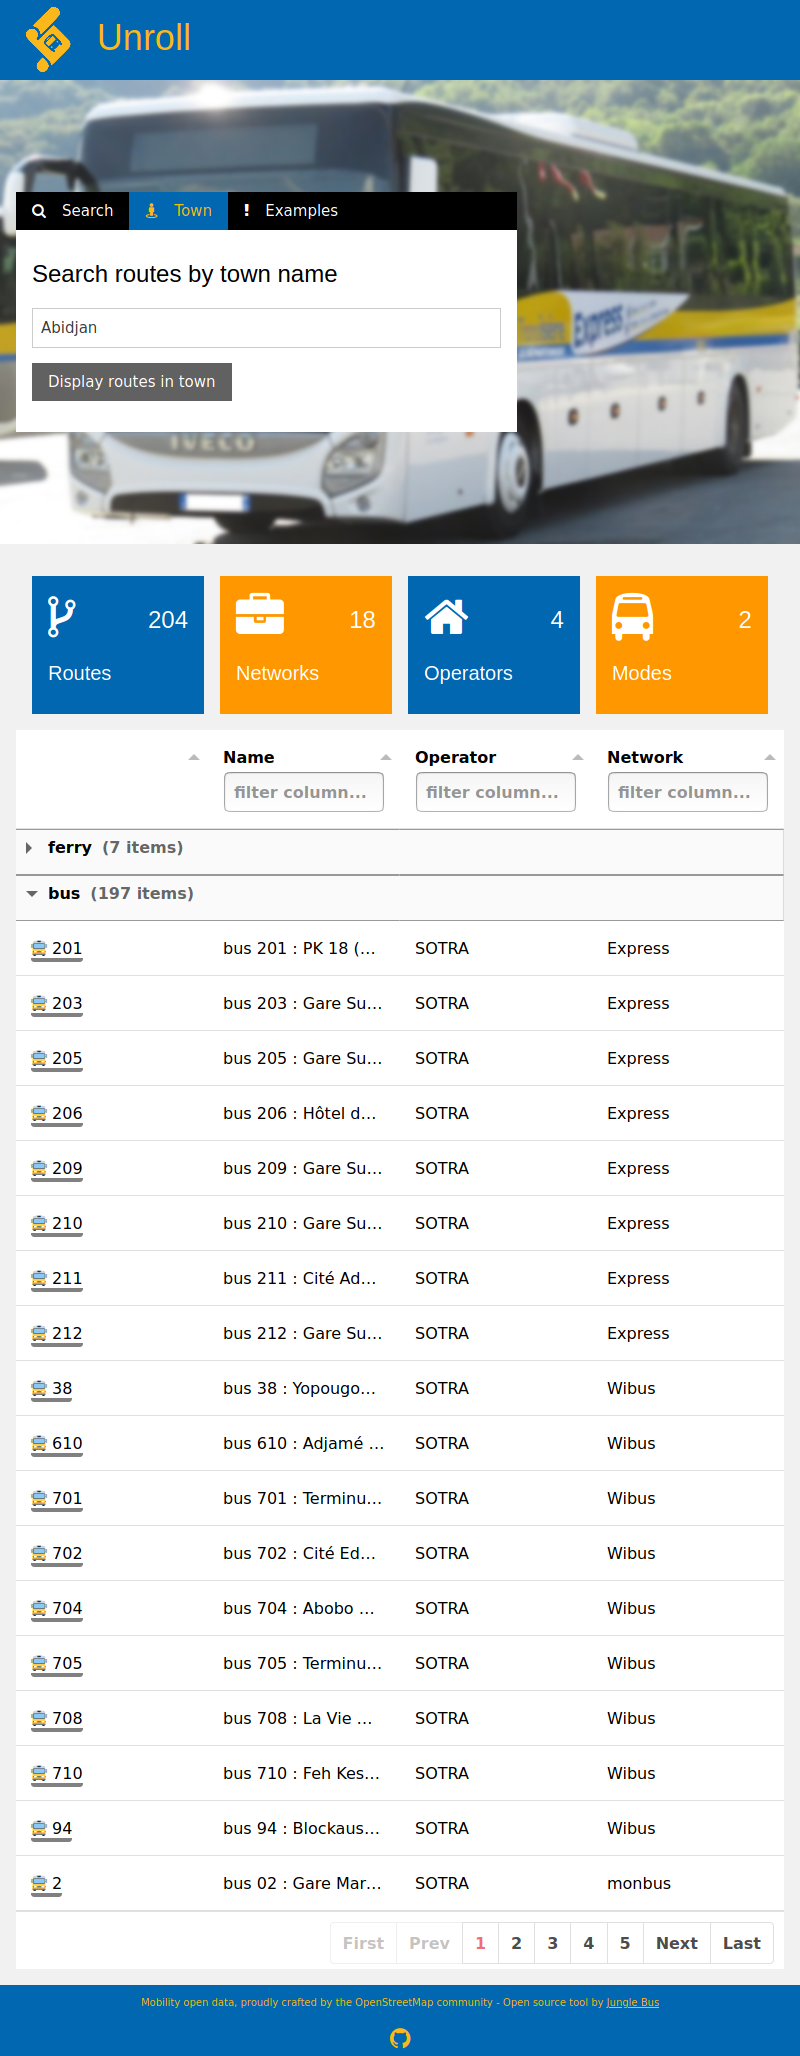 Unroll
Search Town Examples
Search routes by town name
Abidjan
Display routes in town
Express
IVECO
204 18 4 2
Routes Networks Operators Modes
Name Operator Network
filter column... filter column... filter column...
ferry (7 items)
bus (197 items)
201 bus 201 : PK 18 (... SOTRA Express
203 bus 203 : Gare Su... SOTRA Express
205 bus 205 : Gare Su... SOTRA Express
206 bus 206 : Hôtel d... SOTRA Express
209 bus 209 : Gare Su... SOTRA Express
210 bus 210 : Gare Su... SOTRA Express
211 bus 211 : Cité Ad... SOTRA Express
212 bus 212 : Gare Su... SOTRA Express
38 bus 38 : Yopougo... SOTRA Wibus
610 bus 610 : Adjamé ... SOTRA Wibus
701 bus 701 : Terminu... SOTRA Wibus
702 bus 702 : Cité Ed... SOTRA Wibus
704 bus 704 : Abobo ... SOTRA Wibus
705 bus 705 : Terminu... SOTRA Wibus
708 bus 708 : La Vie ... SOTRA Wibus
710 bus 710 : Feh Kes... SOTRA Wibus
94 bus 94 : Blockaus... SOTRA Wibus
2 bus 02 : Gare Mar... SOTRA monbus
First Prev 1 2 3 4 5 Next Last
Mobility open data, proudly crafted by the OpenStreetMap community - Open source tool by Jungle Bus